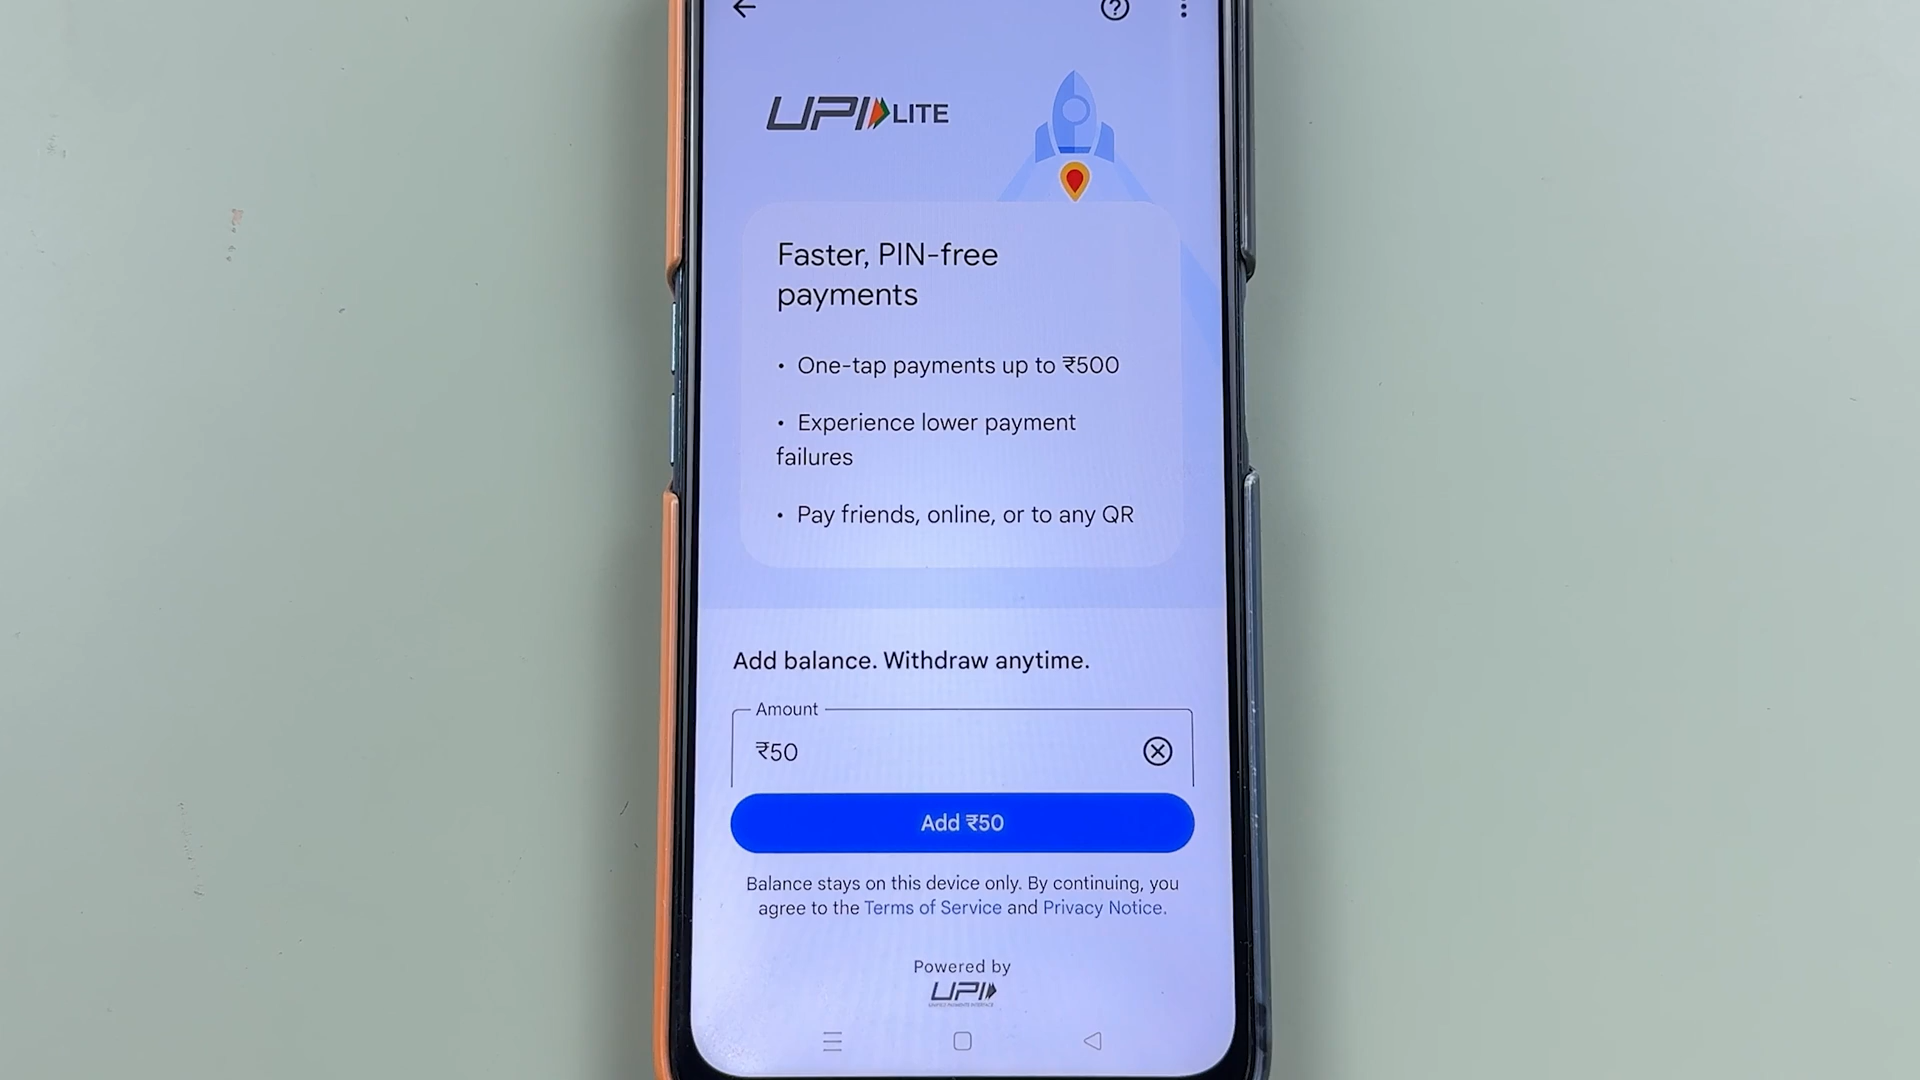 UPI LITE
Faster, PIN-free
payments
• One-tap payments up to ₹500
• Experience lower payment
failures
• Pay friends, online, or to any QR
Add balance. Withdraw anytime.
Amount
₹50
Add ₹50
Balance stays on this device only. By continuing, you
agree to the Terms of Service and Privacy Notice.
Powered by
UPI
UNIFIED PAYMENTS INTERFACE